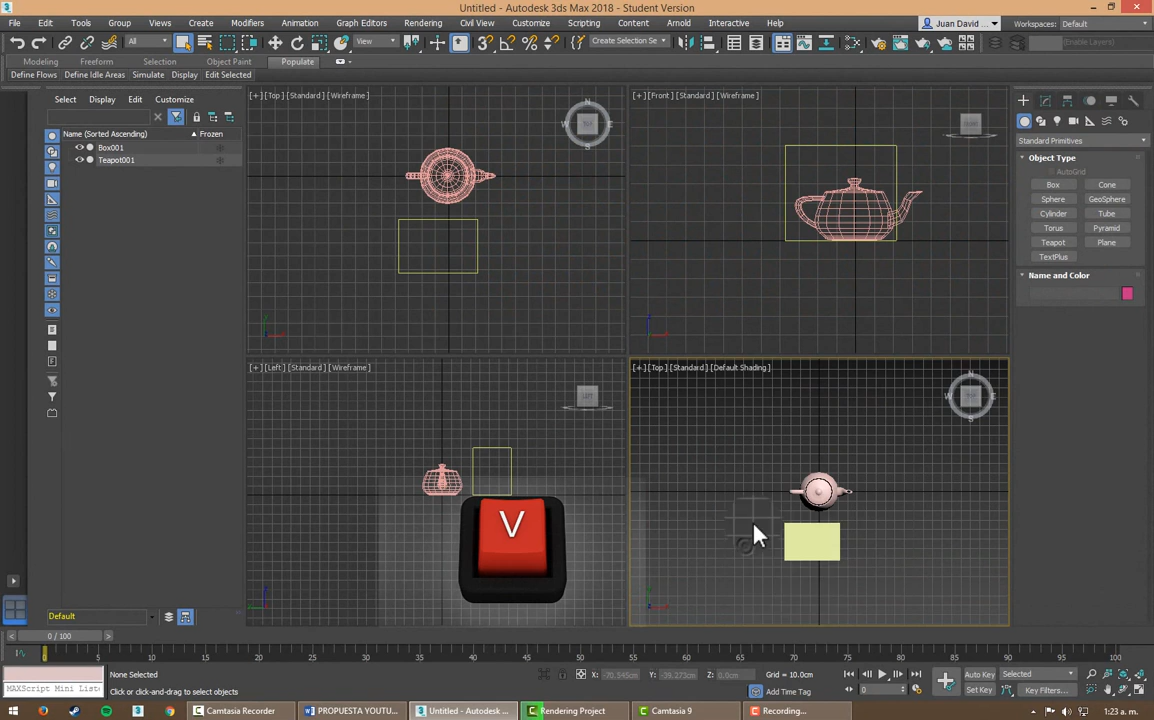 Untitled - Autodesk 3ds Max 2018 - Student Version
File Edit Tools Group Views Create Modifiers Animation Graph Editors Rendering Civil View Customize Scripting Content Arnold Interactive Help
Juan David ... Workspaces: Default
All View Create Selection Se
Modeling Freeform Selection Object Paint Populate
Define Flows Define Idle Areas Simulate Display Edit Selected
Select Display Edit Customize
Name (Sorted Ascending) Frozen
Box001
Teapot001
[+] [Top] [Standard] [Wireframe]
[+] [Front] [Standard] [Wireframe]
[+] [Left] [Standard] [Wireframe]
[+] [Top] [Standard] [Default Shading]
N
W E
S
LEFT
N
W E
S
V
Standard Primitives
Object Type
AutoGrid
Box Cone
Sphere GeoSphere
Cylinder Tube
Torus Pyramid
Teapot Plane
TextPlus
Name and Color
Default
0 / 100
0 5 10 15 20 25 30 35 40 45 50 55 60 65 70 75 80 85 90 95 100
None Selected
X: -70.545cm Y: -39.273cm Z: 0.0cm Grid = 10.0cm
Auto Key Selected
MAXScript Mini List
Click or click-and-drag to select objects
Add Time Tag
0
Set Key Key Filters...
Camtasia Recorder
PROPUESTA YOUTU...
Untitled - Autodesk ...
Rendering Project
Camtasia 9
Recording...
1:23 a. m.